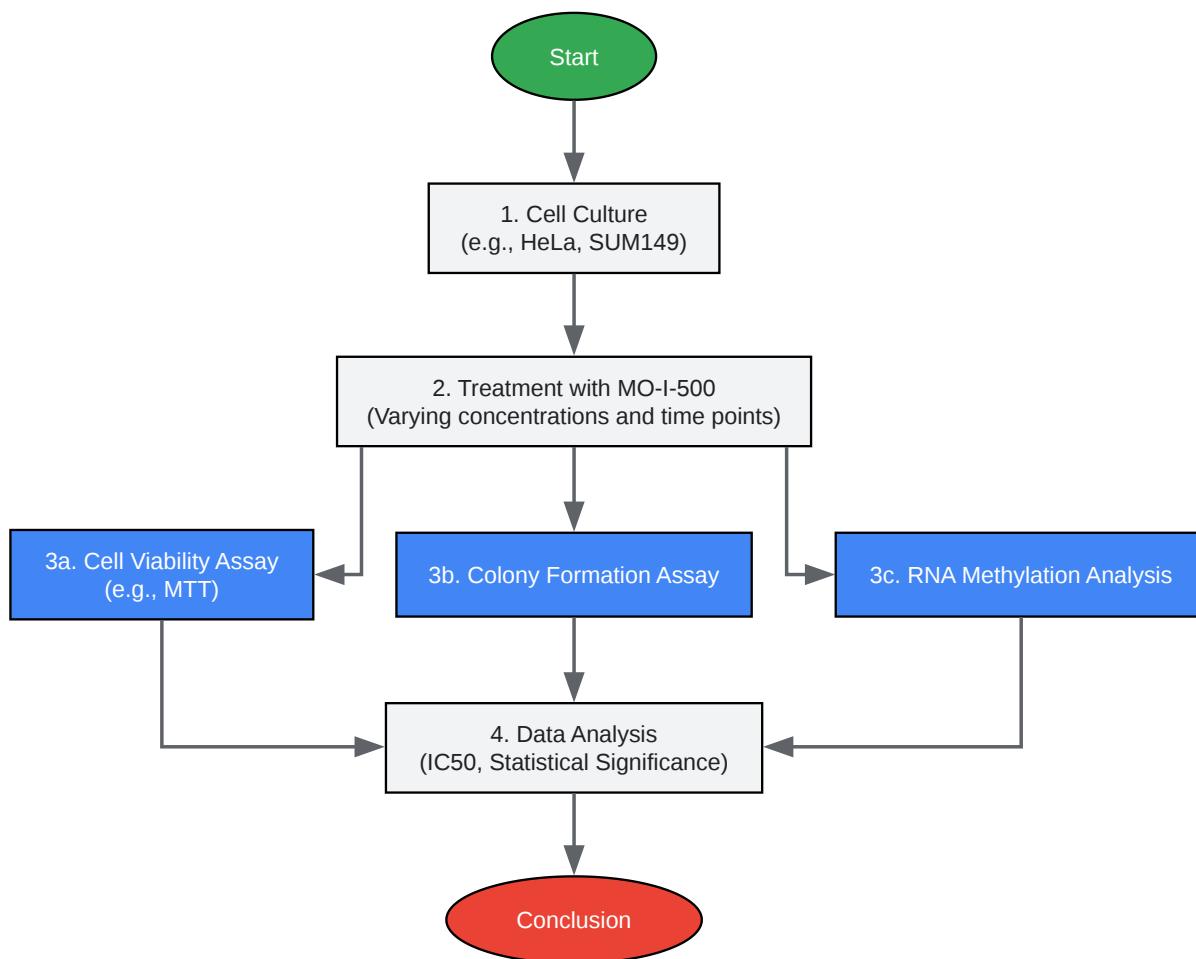 Start
1. Cell Culture
(e.g., HeLa, SUM149)
2. Treatment with MO-I-500
(Varying concentrations and time points)
3a. Cell Viability Assay
(e.g., MTT)
3b. Colony Formation Assay
3c. RNA Methylation Analysis
4. Data Analysis
(IC50, Statistical Significance)
Conclusion